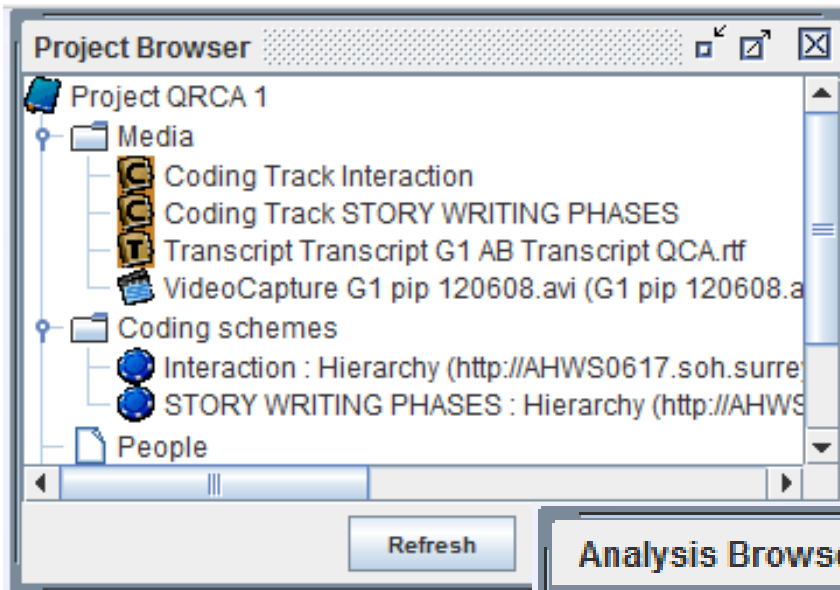 Project Browser
Project QRCA 1
Media
Coding Track Interaction
Coding Track STORY WRITING PHASES
Transcript Transcript G1 AB Transcript QCA.rtf
VideoCapture G1 pip 120608.avi (G1 pip 120608.a
Coding schemes
Interaction : Hierarchy (http://AHWS0617.soh.surrey
STORY WRITING PHASES : Hierarchy (http://AHWS
People
Refresh
Analysis Browse